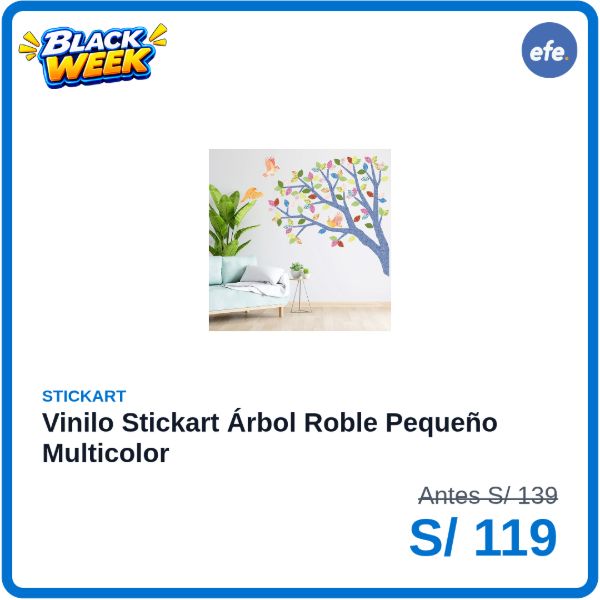 BLACK
WEEK
efe.
STICKART
Vinilo Stickart Árbol Roble Pequeño
Multicolor
Antes S/ 139
S/ 119